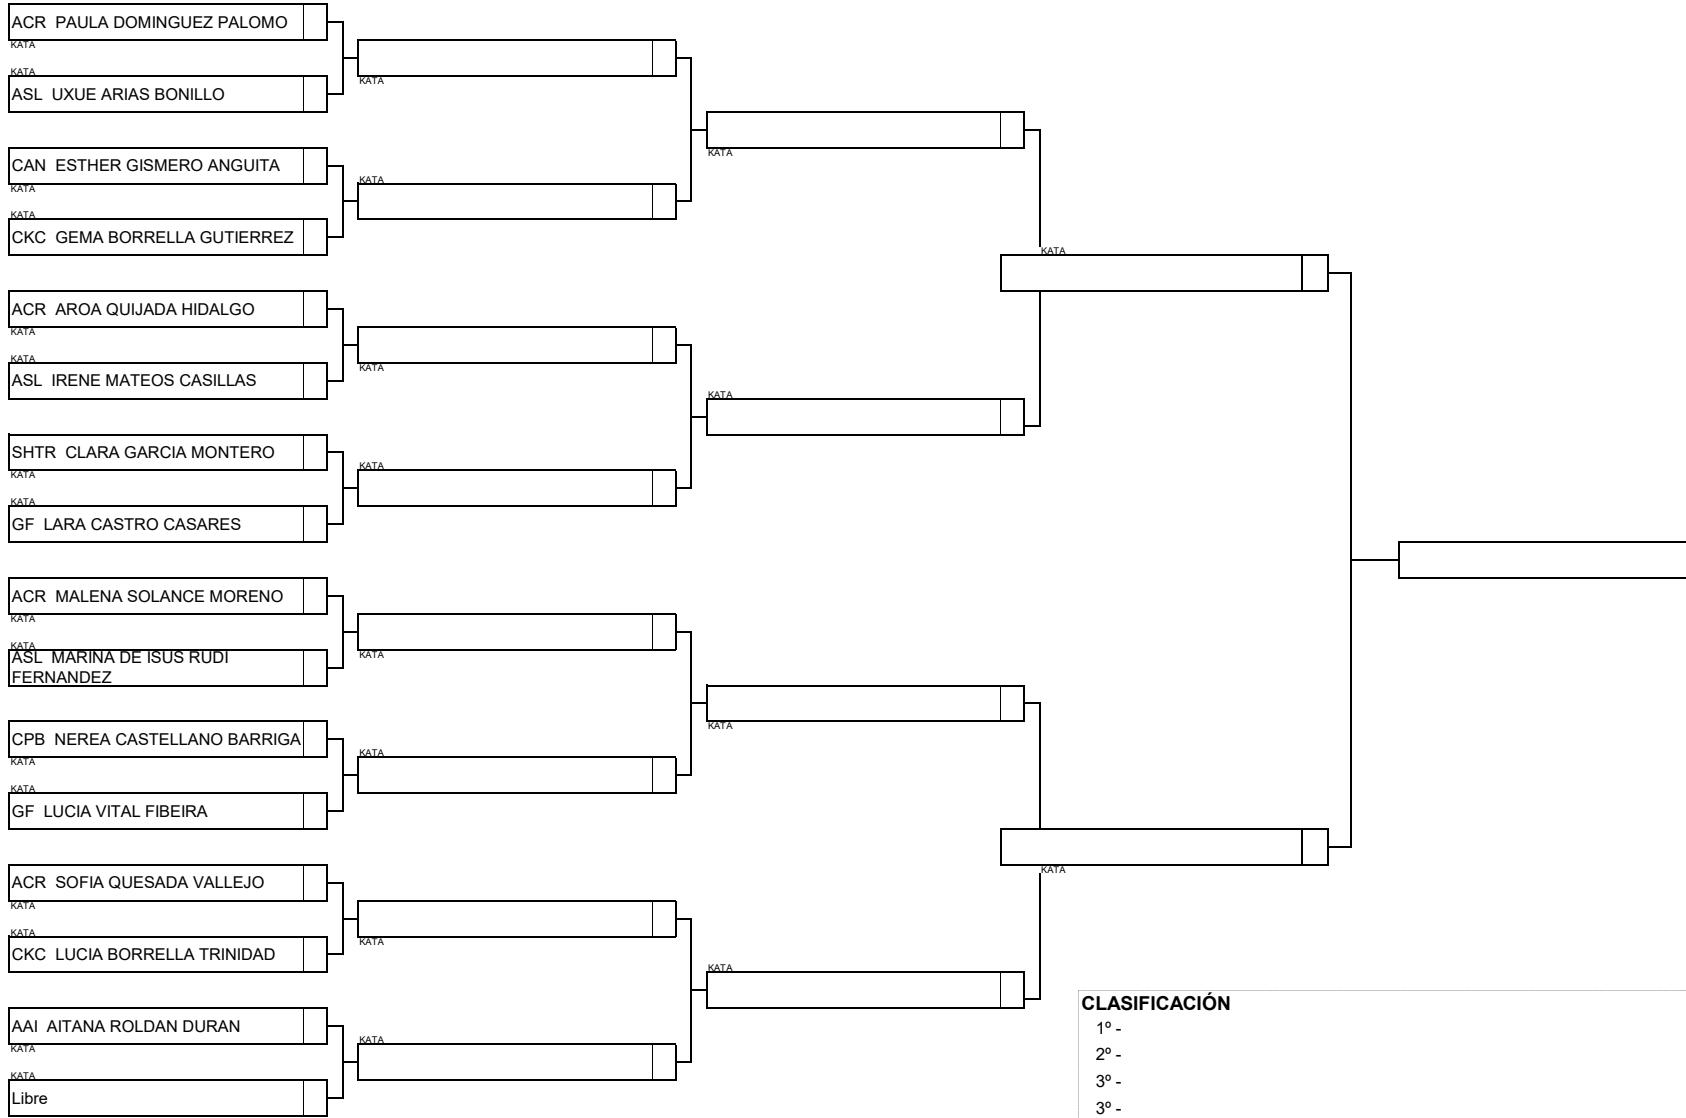 ACR  PAULA DOMINGUEZ PALOMO
KATA
KATA
ASL  UXUE ARIAS BONILLO
CAN  ESTHER GISMERO ANGUITA
KATA
KATA
CKC  GEMA BORRELLA GUTIERREZ
ACR  AROA QUIJADA HIDALGO
KATA
KATA
ASL  IRENE MATEOS CASILLAS
SHTR  CLARA GARCIA MONTERO
KATA
KATA
GF  LARA CASTRO CASARES
ACR  MALENA SOLANCE MORENO
KATA
KATA
ASL  MARINA DE ISUS RUDI
FERNANDEZ
CPB  NEREA CASTELLANO BARRIGA
KATA
KATA
GF  LUCIA VITAL FIBEIRA
ACR  SOFIA QUESADA VALLEJO
KATA
KATA
CKC  LUCIA BORRELLA TRINIDAD
AAI  AITANA ROLDAN DURAN
KATA
KATA
Libre
KATA
KATA
KATA
KATA
KATA
KATA
KATA
KATA
KATA
KATA
KATA
KATA
KATA
KATA
CLASIFICACIÓN
1º -
2º -
3º -
3º -